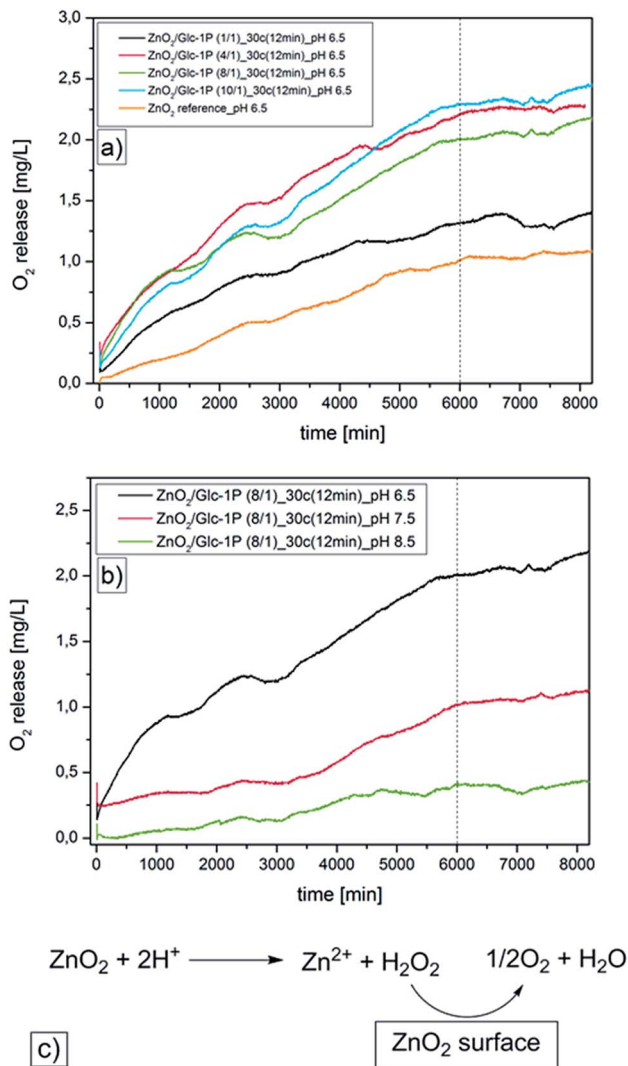 ZnO₂/Glc-1P (1/1)_30c(12min)_pH 6.5
ZnO₂/Glc-1P (4/1)_30c(12min)_pH 6.5
ZnO₂/Glc-1P (8/1)_30c(12min)_pH 6.5
ZnO₂/Glc-1P (10/1)_30c(12min)_pH 6.5
ZnO₂ reference_pH 6.5
a)
O₂ release [mg/L]
3,0
2,5
2,0
1,5
1,0
0,5
0,0
0 1000 2000 3000 4000 5000 6000 7000 8000
time [min]
ZnO₂/Glc-1P (8/1)_30c(12min)_pH 6.5
ZnO₂/Glc-1P (8/1)_30c(12min)_pH 7.5
ZnO₂/Glc-1P (8/1)_30c(12min)_pH 8.5
b)
O₂ release [mg/L]
2,5
2,0
1,5
1,0
0,5
0,0
0 1000 2000 3000 4000 5000 6000 7000 8000
time [min]
ZnO₂ + 2H⁺ ⟶ Zn²⁺ + H₂O₂ 1/2O₂ + H₂O
ZnO₂ surface
c)